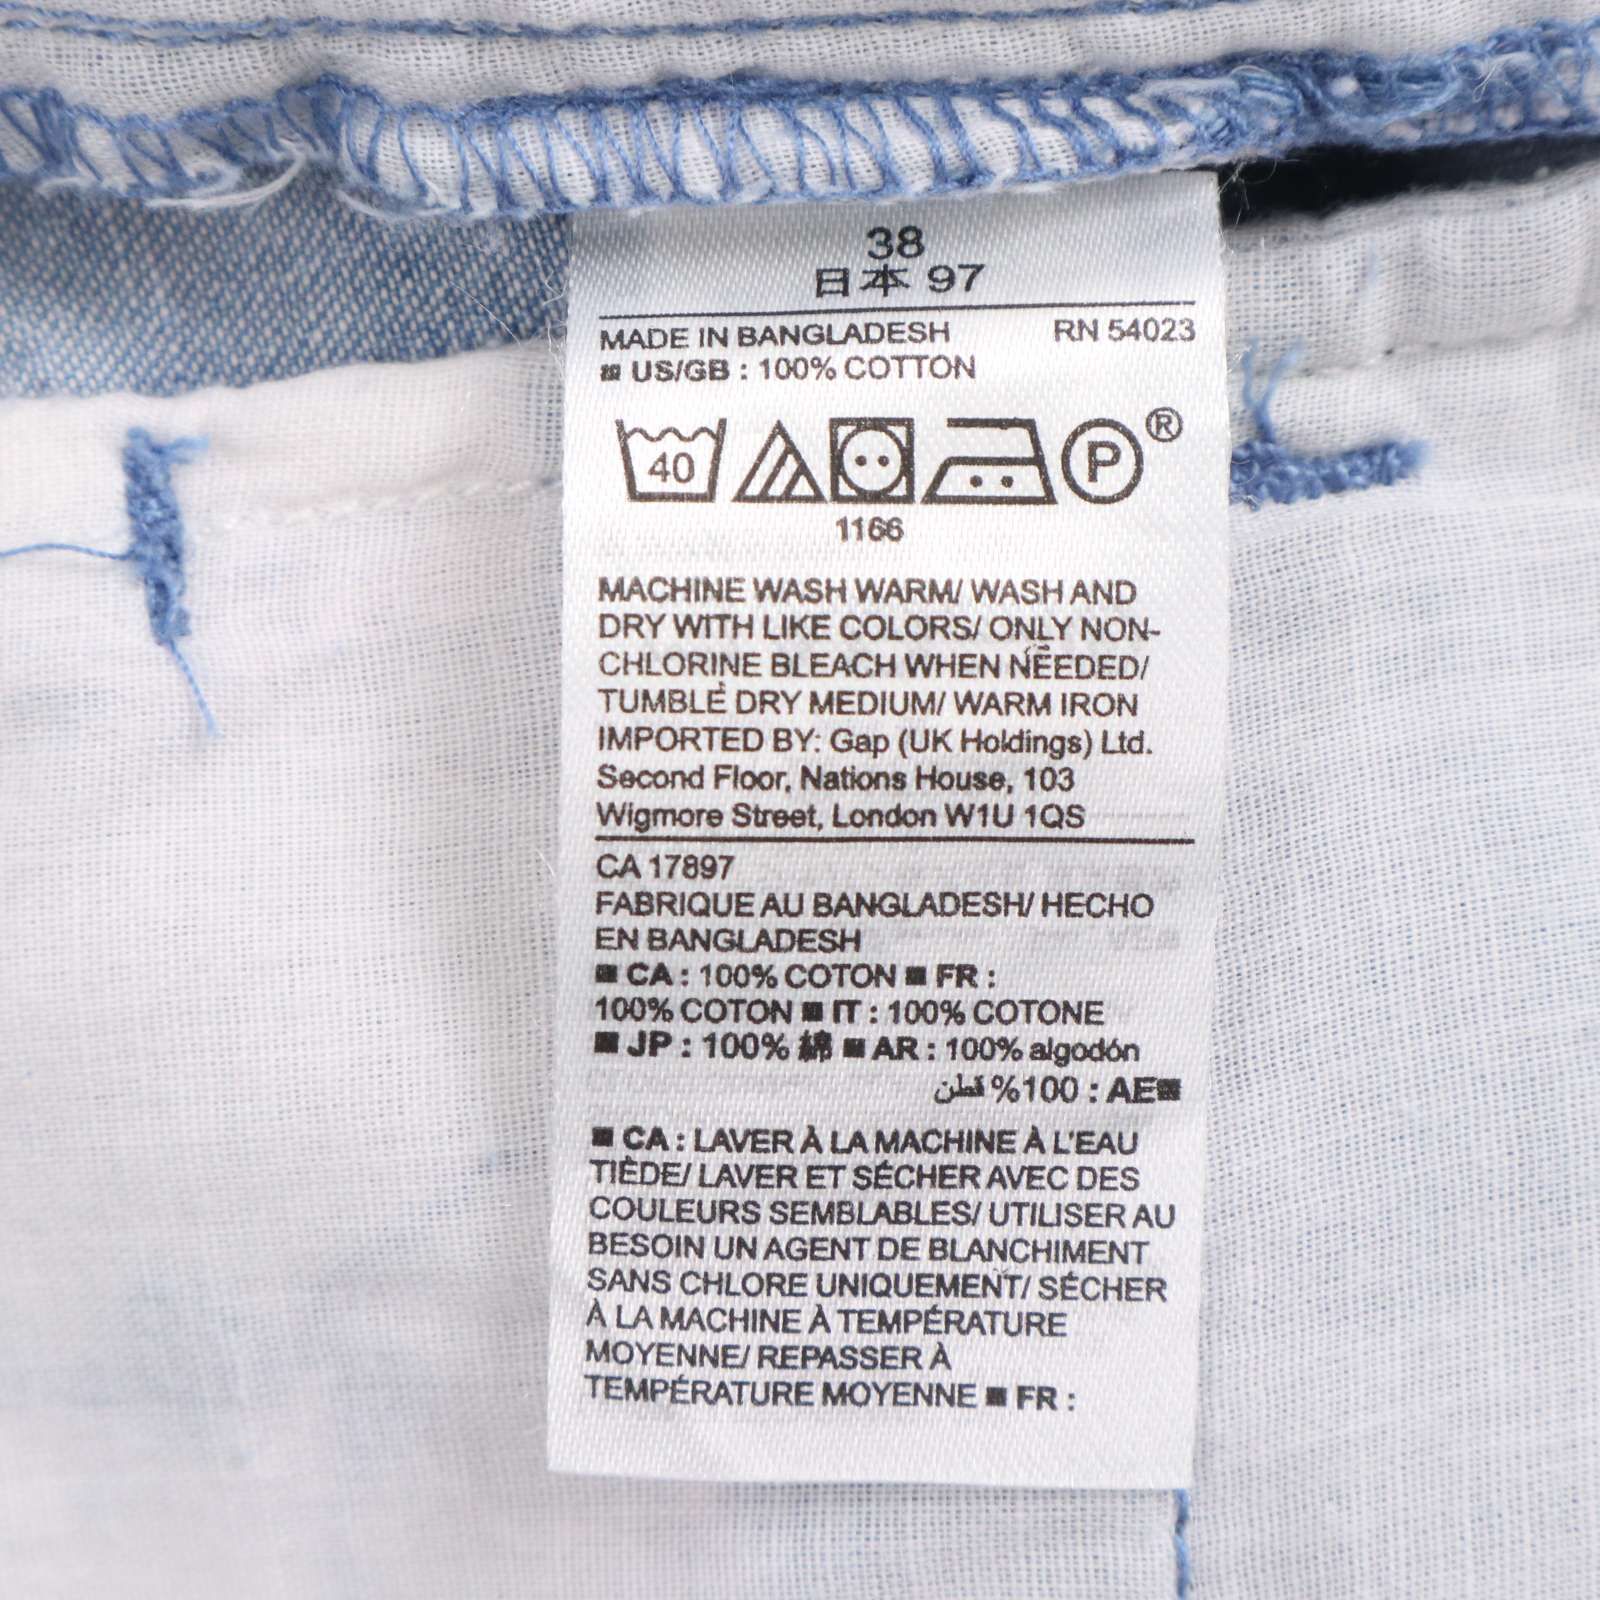 38
日本 97
MADE IN BANGLADESH RN 54023
■ US/GB : 100% COTTON
40 P ®
1166
MACHINE WASH WARM/ WASH AND
DRY WITH LIKE COLORS/ ONLY NON-
CHLORINE BLEACH WHEN NEEDED/
TUMBLE DRY MEDIUM/ WARM IRON
IMPORTED BY: Gap (UK Holdings) Ltd.
Second Floor, Nations House, 103
Wigmore Street, London W1U 1QS
CA 17897
FABRIQUE AU BANGLADESH/ HECHO
EN BANGLADESH
■ CA : 100% COTON ■ FR :
100% COTON ■ IT : 100% COTONE
■ JP : 100% 綿 ■ AR : 100% algodón
■AE : 100% قطن
■ CA : LAVER À LA MACHINE À L'EAU
TIÈDE/ LAVER ET SÉCHER AVEC DES
COULEURS SEMBLABLES/ UTILISER AU
BESOIN UN AGENT DE BLANCHIMENT
SANS CHLORE UNIQUEMENT/ SÉCHER
À LA MACHINE À TEMPÉRATURE
MOYENNE/ REPASSER À
TEMPÉRATURE MOYENNE ■ FR :